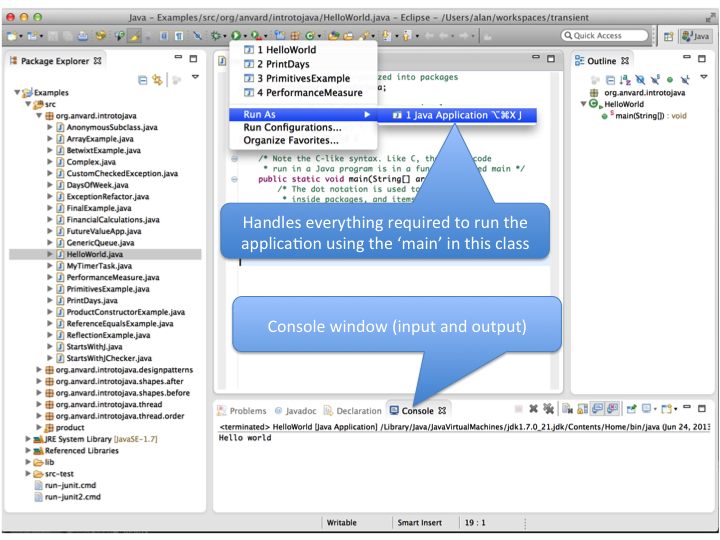 Java - Examples/src/org/anvard/introtojava/HelloWorld.java - Eclipse - /Users/alan/workspaces/transient
Quick Access
Java
Package Explorer
Examples
src
org.anvard.introtojava
AnonymousSubclass.java
ArrayExample.java
BetwixtExample.java
Complex.java
CustomCheckedException.java
DaysOfWeek.java
ExceptionRefactor.java
FinalExample.java
FinancialCalculations.java
FutureValueApp.java
GenericQueue.java
HelloWorld.java
MyTimerTask.java
PerformanceMeasure.java
PrimitivesExample.java
PrintDays.java
ProductConstructorExample.java
ReferenceEqualsExample.java
ReflectionExample.java
StartsWithJ.java
StartsWithJChecker.java
org.anvard.introtojava.designpatterns
org.anvard.introtojava.shapes.after
org.anvard.introtojava.shapes.before
org.anvard.introtojava.thread
org.anvard.introtojava.thread.order
product
JRE System Library [JavaSE-1.7]
Referenced Libraries
lib
src-test
run-junit.cmd
run-junit2.cmd
1 HelloWorld
2 PrintDays
3 PrimitivesExample
4 PerformanceMeasure
Run As
Run Configurations...
Organize Favorites...
1 Java Application ⌥⌘X J
zed into packages
a;
/* Note the C-like syntax. Like C, th code
* run in a Java program is in a fun ed main */
public static void main(String[] ar
/* The dot notation is used to
* inside packages, and items
Handles everything required to run the
application using the 'main' in this class
Console window (input and output)
Outline
org.anvard.introtojava
HelloWorld
S main(String[]) : void
Problems
@ Javadoc
Declaration
Console
<terminated> HelloWorld [Java Application] /Library/Java/JavaVirtualMachines/jdk1.7.0_21.jdk/Contents/Home/bin/java (Jun 24, 2013
Hello world
Writable
Smart Insert
19 : 1